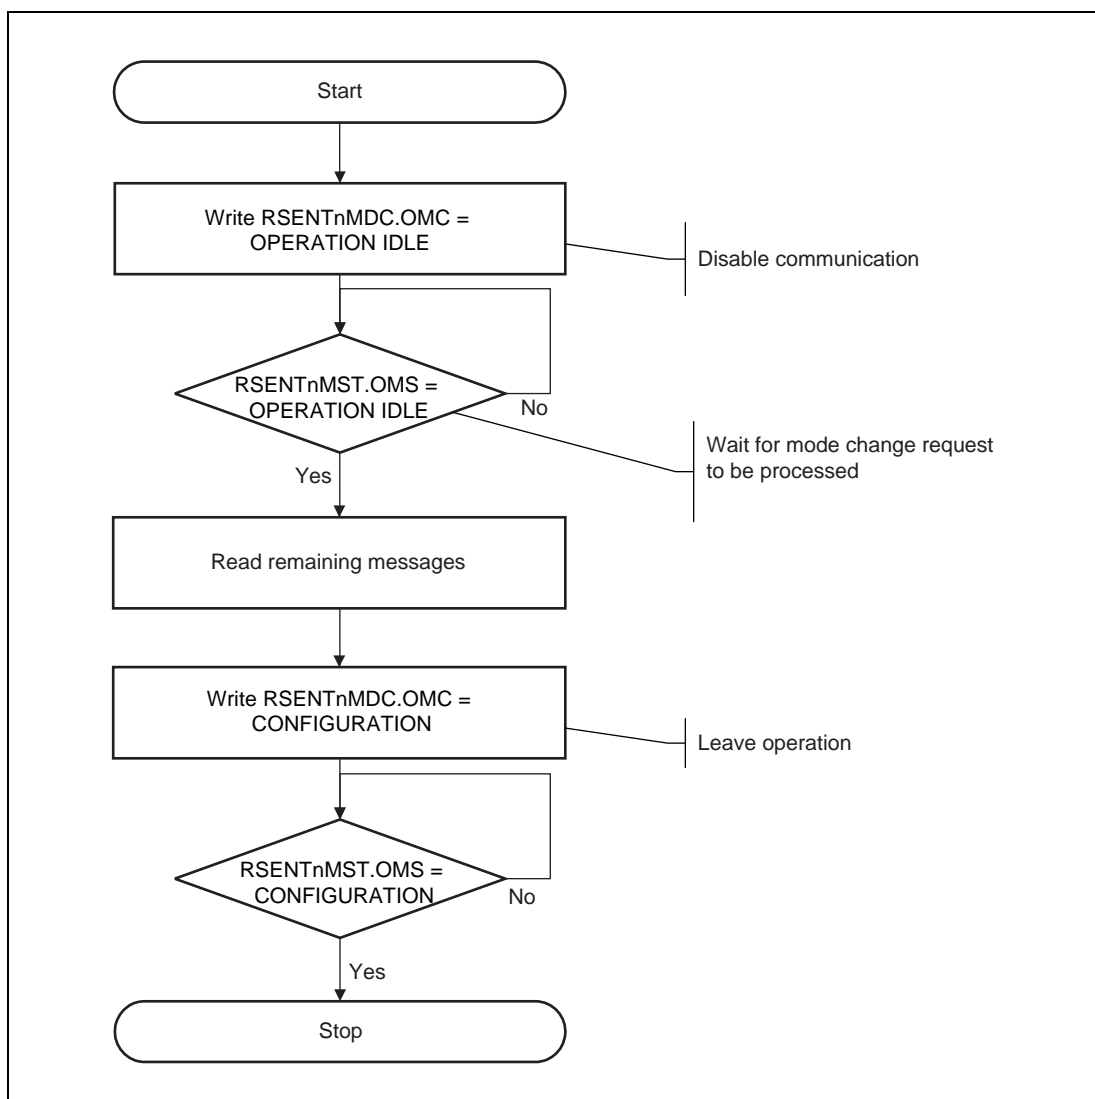 Start
Write RSENTnMDC.OMC =
OPERATION IDLE
Disable communication
RSENTnMST.OMS =
OPERATION IDLE
No
Wait for mode change request
to be processed
Yes
Read remaining messages
Write RSENTnMDC.OMC =
CONFIGURATION
Leave operation
RSENTnMST.OMS =
CONFIGURATION
No
Yes
Stop